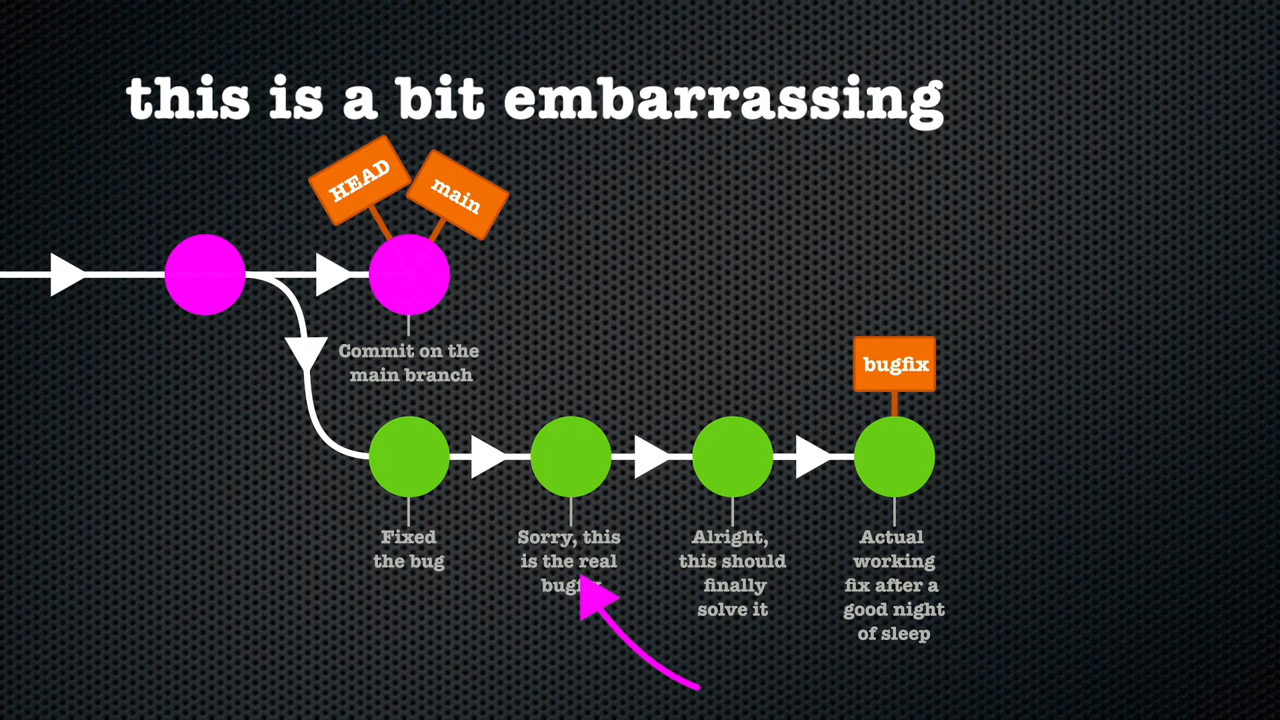 this is a bit embarrassing
HEAD
main
Commit on the
main branch
bugfix
Fixed
the bug
Sorry, this
is the real
Alright,
this should
finally
solve it
Actual
working
fix after a
good night
of sleep